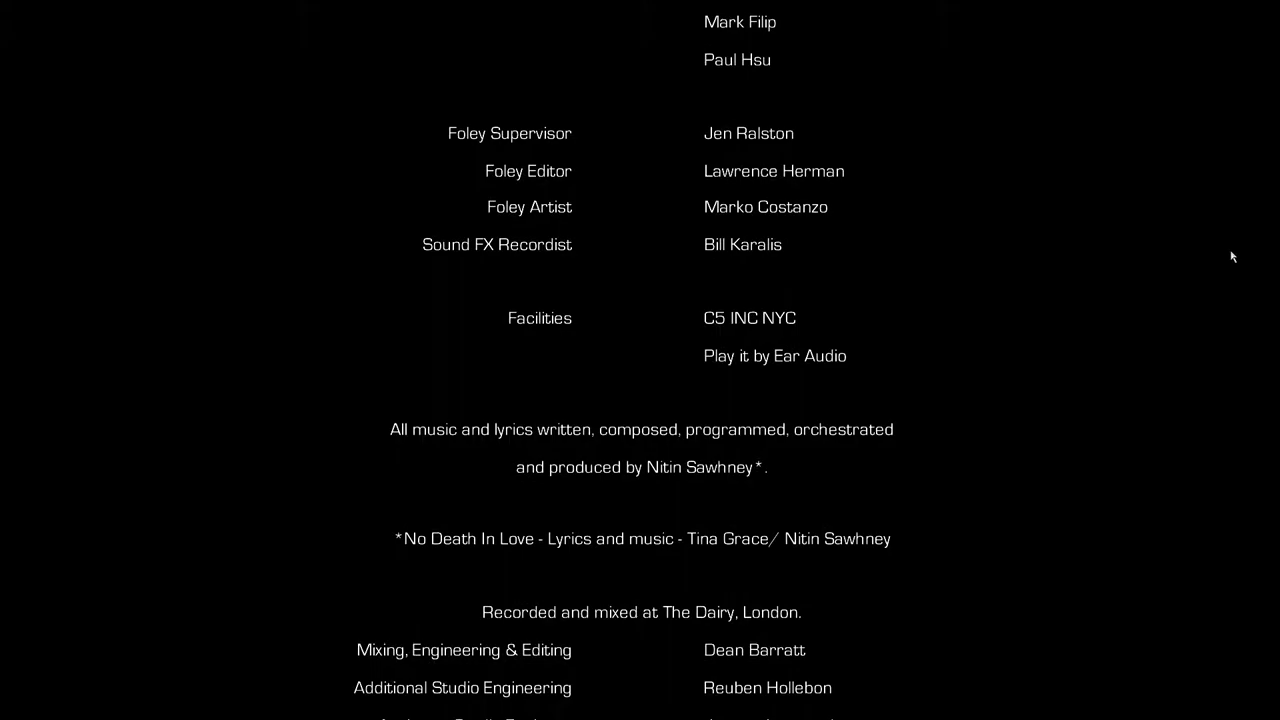 Mark Filip
Paul Hsu
Foley Supervisor Jen Ralston
Foley Editor Lawrence Herman
Foley Artist Marko Costanzo
Sound FX Recordist Bill Karalis
Facilities C5 INC NYC
Play it by Ear Audio
All music and lyrics written, composed, programmed, orchestrated
and produced by Nitin Sawhney*.
*No Death In Love - Lyrics and music - Tina Grace/ Nitin Sawhney
Recorded and mixed at The Dairy, London.
Mixing, Engineering & Editing Dean Barratt
Additional Studio Engineering Reuben Hollebon